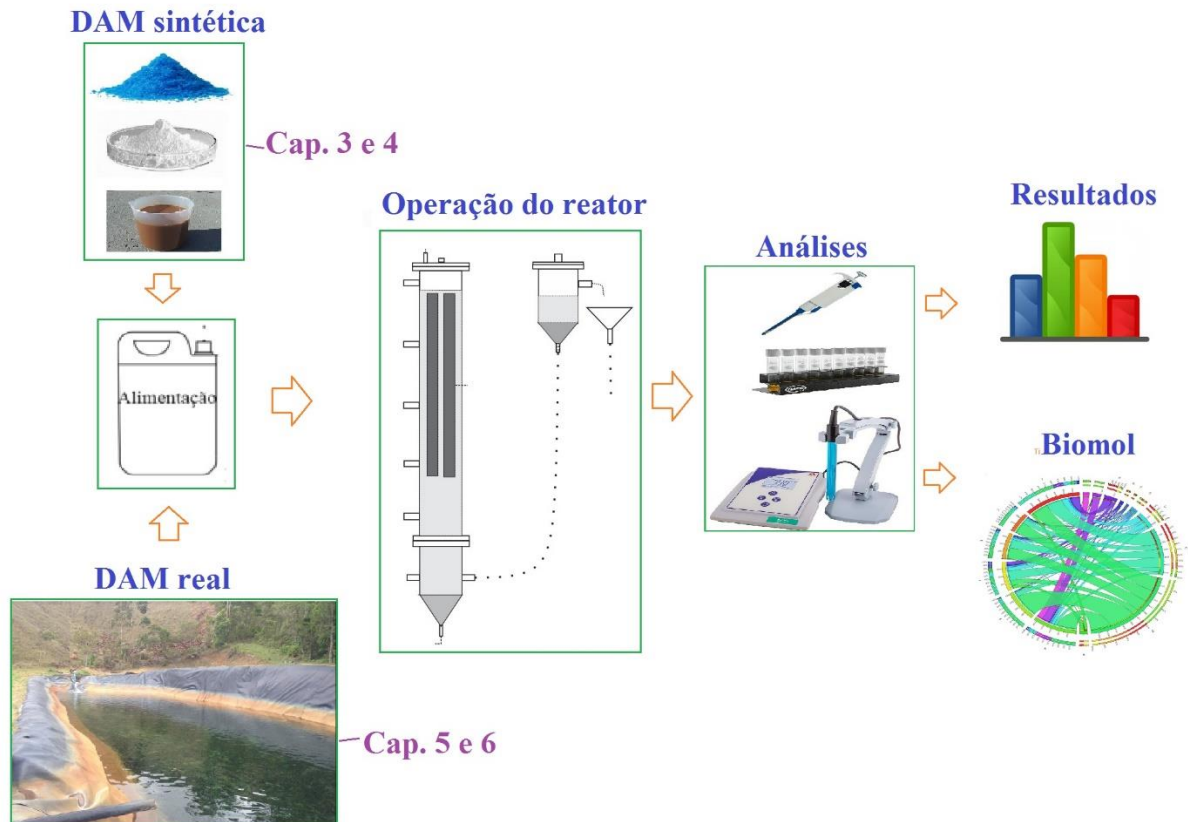 DAM sintética
Cap. 3 e 4
Operação do reator
Resultados
Análises
Alimentação
Biomol
DAM real
Cap. 5 e 6